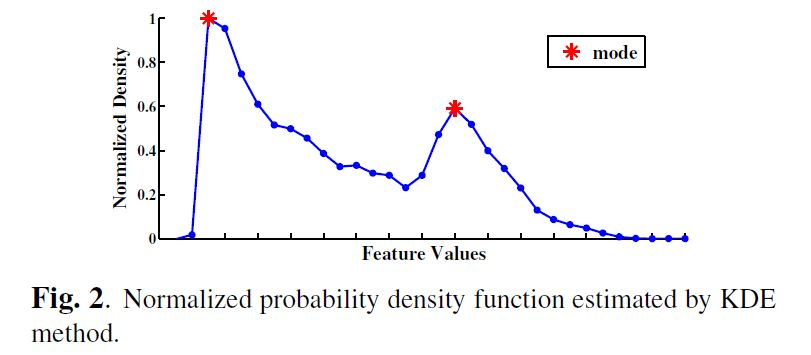 1
0.8
0.6
0.4
0.2
0
Normalized Density
mode
Feature Values
Fig. 2. Normalized probability density function estimated by KDE
method.